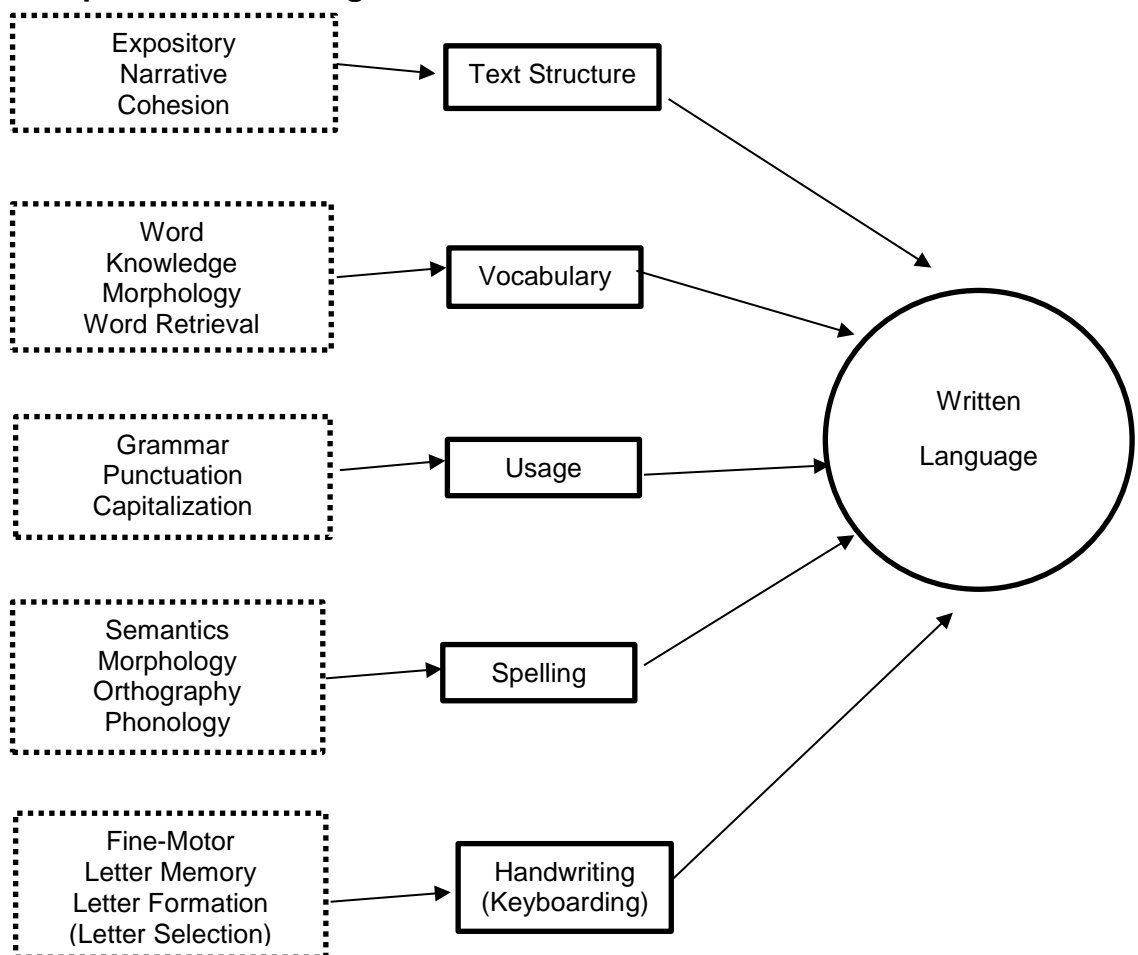 Expository
Narrative
Cohesion
Text Structure
Word
Knowledge
Morphology
Word Retrieval
Vocabulary
Grammar
Punctuation
Capitalization
Usage
Written
Language
Semantics
Morphology
Orthography
Phonology
Spelling
Fine-Motor
Letter Memory
Letter Formation
(Letter Selection)
Handwriting
(Keyboarding)